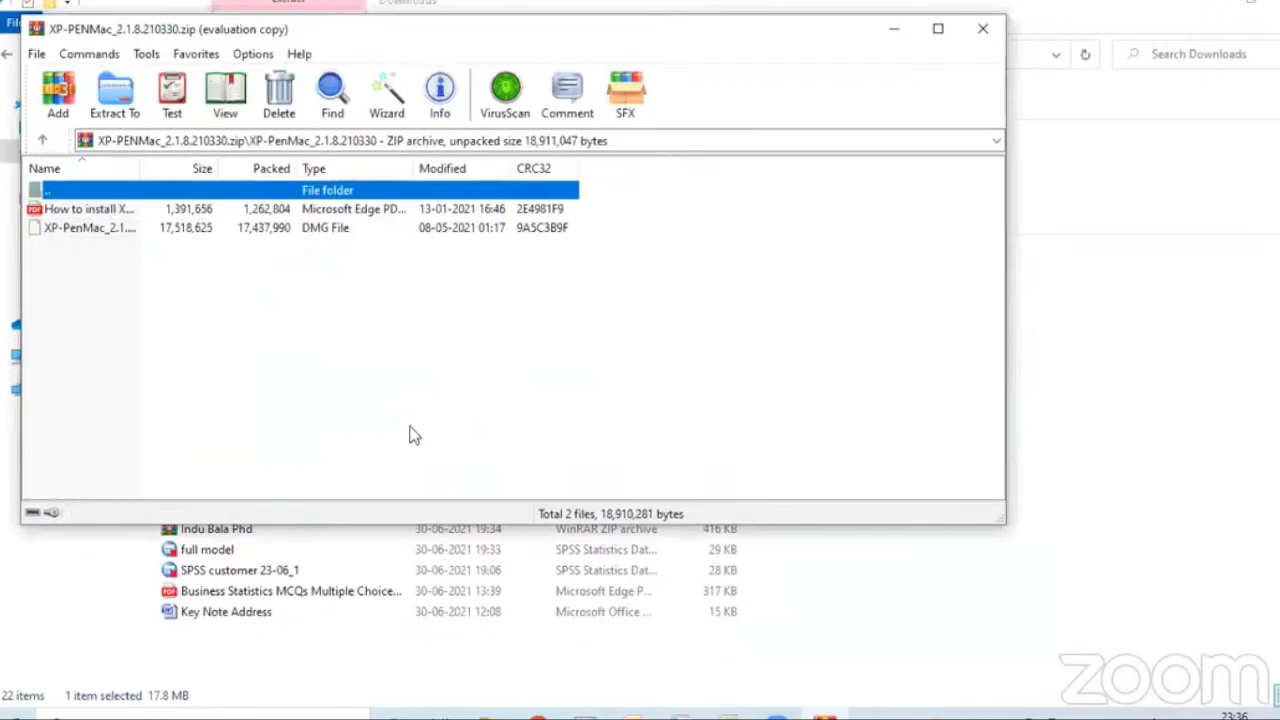 Downloads
XP-PENMac_2.1.8.210330.zip (evaluation copy)
File
File Commands Tools Favorites Options Help
Search Downloads
Add Extract To Test View Delete Find Wizard Info VirusScan Comment SFX
XP-PENMac_2.1.8.210330.zip\XP-PenMac_2.1.8.210330 - ZIP archive, unpacked size 18,911,047 bytes
Name Size Packed Type Modified CRC32
.. File folder
How to install X... 1,391,656 1,262,804 Microsoft Edge PD... 13-01-2021 16:46 2E4981F9
XP-PenMac_2.1.... 17,518,625 17,437,990 DMG File 08-05-2021 01:17 9A5C3B9F
Total 2 files, 18,910,281 bytes
Indu Bala Phd 30-06-2021 19:34 WinRAR ZIP archive 416 KB
full model 30-06-2021 19:33 SPSS Statistics Dat... 29 KB
SPSS customer 23-06_1 30-06-2021 19:06 SPSS Statistics Dat... 28 KB
Business Statistics MCQs Multiple Choice... 30-06-2021 13:39 Microsoft Edge P... 317 KB
Key Note Address 30-06-2021 12:08 Microsoft Office ... 15 KB
zoom
22 items 1 item selected 17.8 MB
23:36